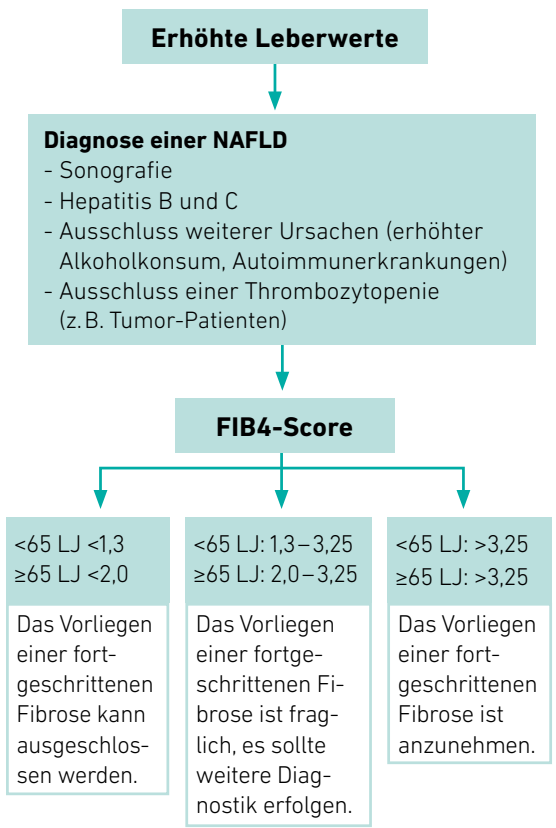 Erhöhte Leberwerte
Diagnose einer NAFLD
- Sonografie
- Hepatitis B und C
- Ausschluss weiterer Ursachen (erhöhter
Alkoholkonsum, Autoimmunerkrankungen)
- Ausschluss einer Thrombozytopenie
(z. B. Tumor-Patienten)
FIB4-Score
<65 LJ <1,3
≥65 LJ <2,0
Das Vorliegen
einer fort-
geschrittenen
Fibrose kann
ausgeschlos-
sen werden.
<65 LJ: 1,3–3,25
≥65 LJ: 2,0–3,25
Das Vorliegen
einer fortge-
schrittenen Fi-
brose ist frag-
lich, es sollte
weitere Diag-
nostik erfolgen.
<65 LJ: >3,25
≥65 LJ: >3,25
Das Vorliegen
einer fort-
geschrittenen
Fibrose ist
anzunehmen.